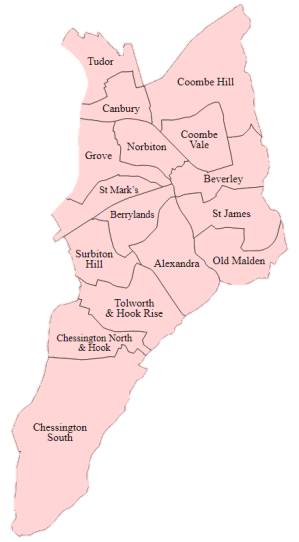 Tudor
Coombe Hill
Canbury
Coombe
Vale
Norbiton
Grove
Beverley
St Mark's
Berrylands
St James
Surbiton
Hill
Alexandra
Old Malden
Tolworth
& Hook Rise
Chessington North
& Hook
Chessington
South